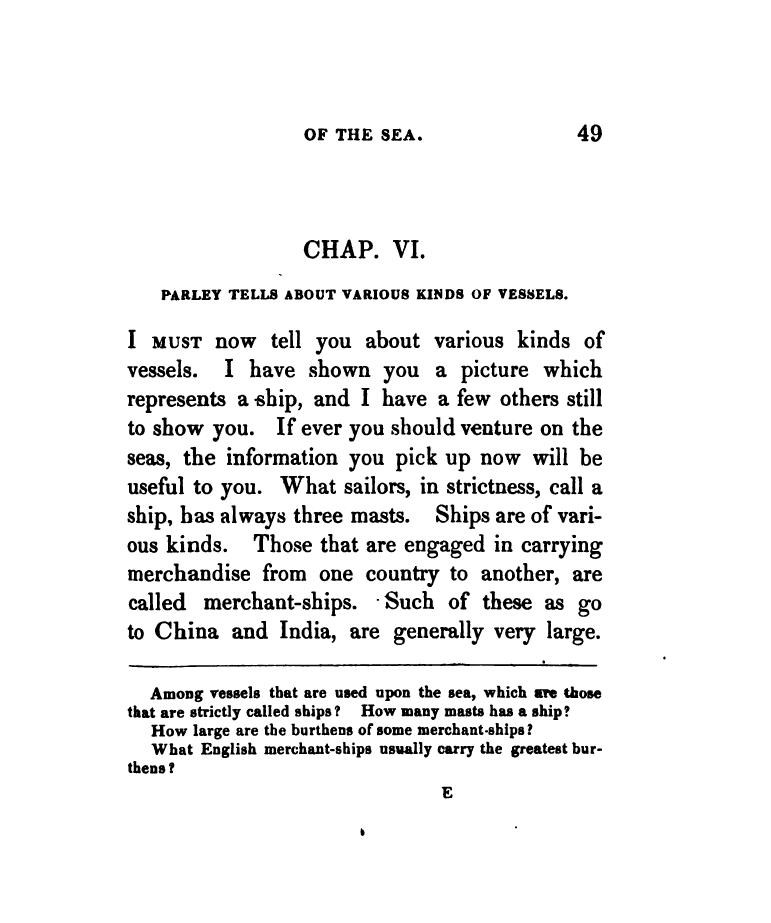 OF THE SEA. 49
CHAP. VI.
PARLEY TELLS ABOUT VARIOUS KINDS OF VESSELS.
I MUST now tell you about various kinds of
vessels. I have shown you a picture which
represents a ship, and I have a few others still
to show you. If ever you should venture on the
seas, the information you pick up now will be
useful to you. What sailors, in strictness, call a
ship, has always three masts. Ships are of vari-
ous kinds. Those that are engaged in carrying
merchandise from one country to another, are
called merchant-ships. Such of these as go
to China and India, are generally very large.
Among vessels that are used upon the sea, which are those
that are strictly called ships? How many masts has a ship?
How large are the burthens of some merchant-ships?
What English merchant-ships usually carry the greatest bur-
thens?
E